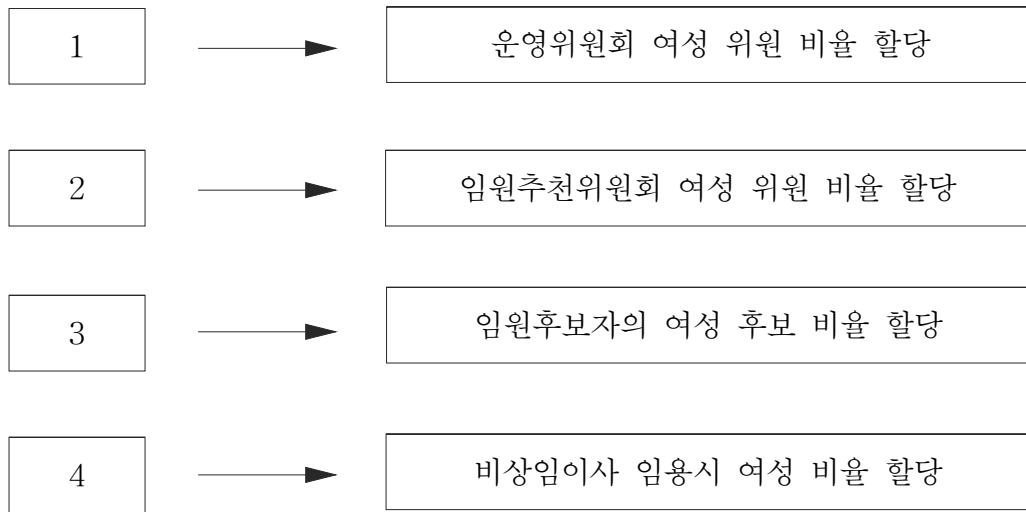 1 운영위원회 여성 위원 비율 할당
2 임원추천위원회 여성 위원 비율 할당
3 임원후보자의 여성 후보 비율 할당
4 비상임이사 임용시 여성 비율 할당